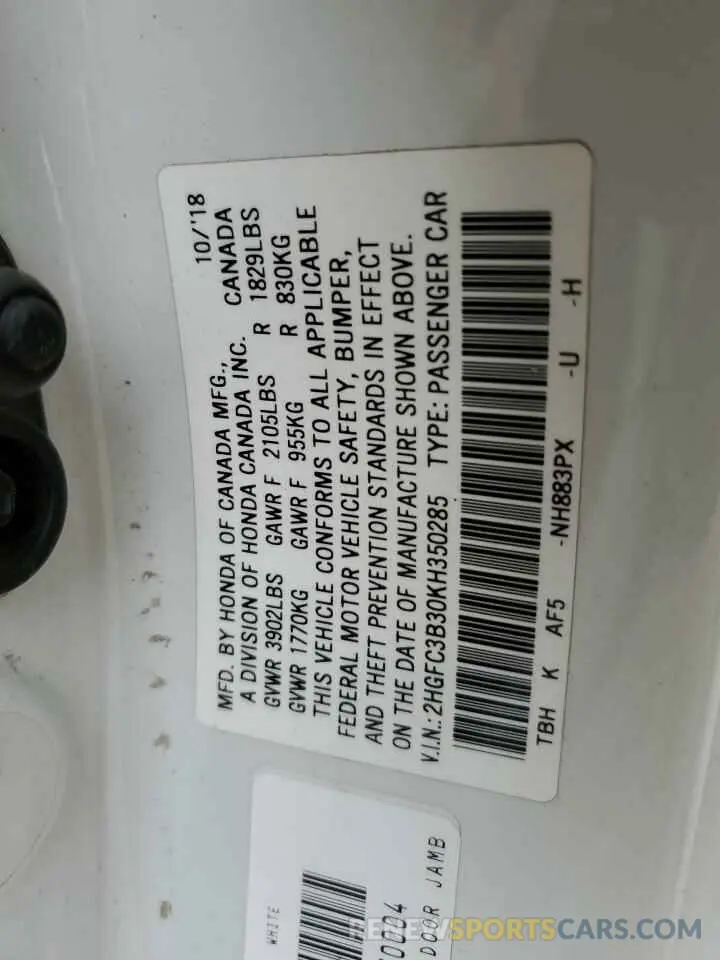 MFD. BY HONDA OF CANADA MFG., 10/'18
A DIVISION OF HONDA CANADA INC. CANADA
GVWR 3902LBS GAWR F 2105LBS R 1829LBS
GVWR 1770KG GAWR F 955KG R 830KG
THIS VEHICLE CONFORMS TO ALL APPLICABLE
FEDERAL MOTOR VEHICLE SAFETY, BUMPER,
AND THEFT PREVENTION STANDARDS IN EFFECT
ON THE DATE OF MANUFACTURE SHOWN ABOVE.
V.I.N.: 2HGFC3B30KH350285 TYPE: PASSENGER CAR
TBH K AF5 -NH883PX -U -H
WHITE
DOOR JAMB
RENEWSPORTSCARS.COM